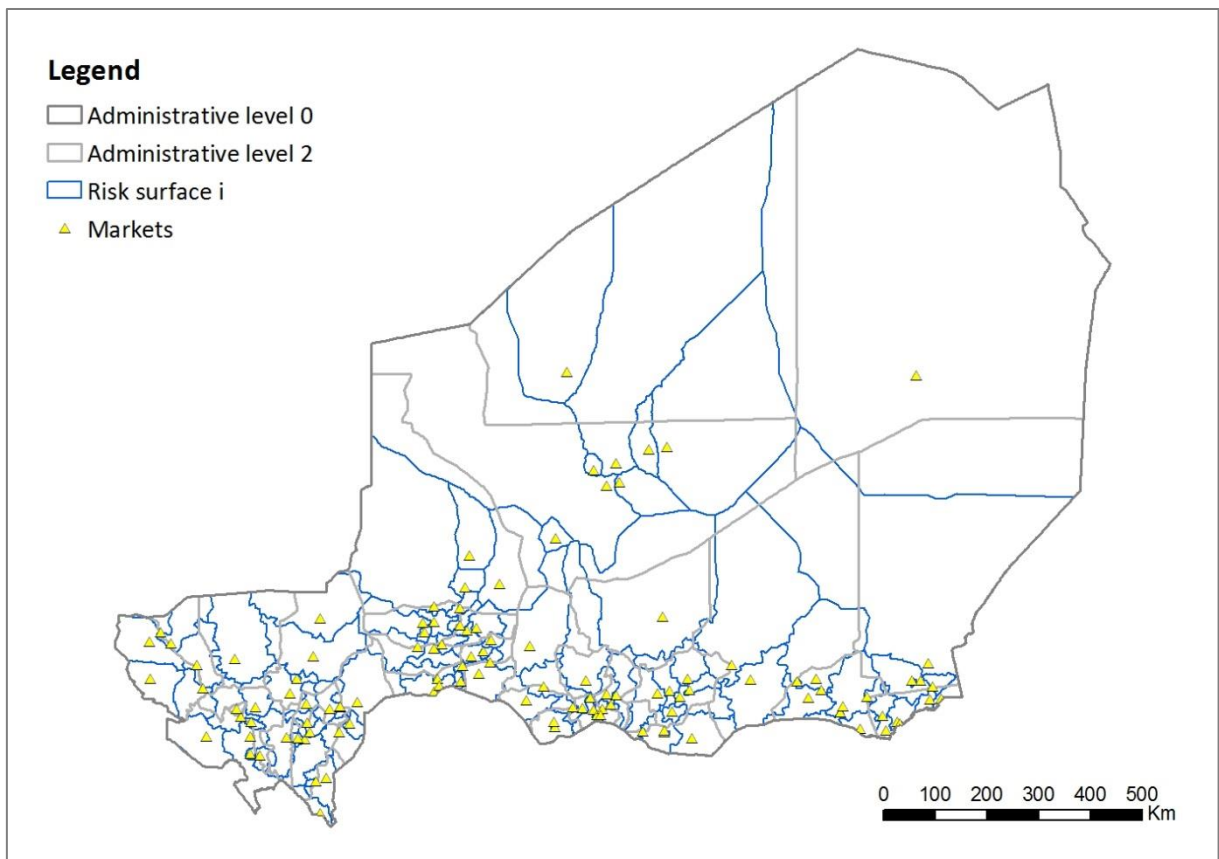 Legend
Administrative level 0
Administrative level 2
Risk surface i
Markets
0 100 200 300 400 500
Km